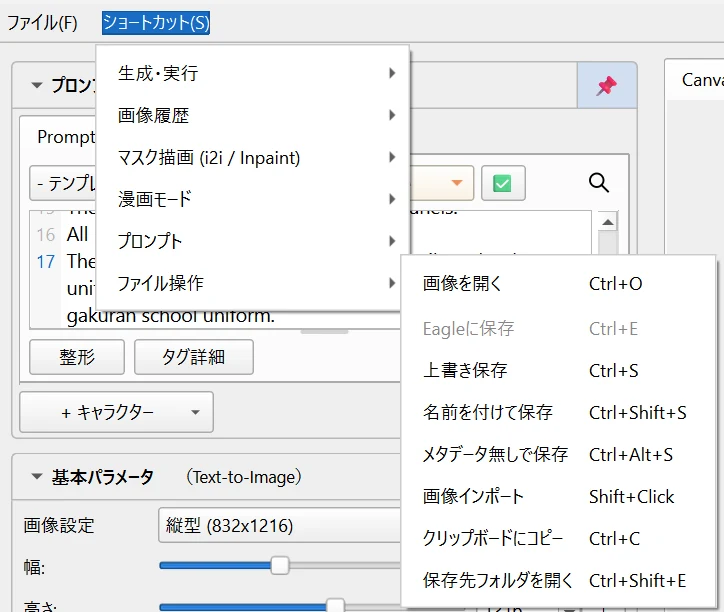 ファイル(F) ショートカット(S)
生成・実行
画像履歴
マスク描画 (i2i / Inpaint)
漫画モード
プロンプト
ファイル操作
画像を開く Ctrl+O
Eagleに保存 Ctrl+E
上書き保存 Ctrl+S
名前を付けて保存 Ctrl+Shift+S
メタデータ無しで保存 Ctrl+Alt+S
画像インポート Shift+Click
クリップボードにコピー Ctrl+C
保存先フォルダを開く Ctrl+Shift+E
Prompt
16 All
17 The
gakuran school uniform.
整形 タグ詳細
+ キャラクター
基本パラメータ (Text-to-Image)
画像設定 縦型 (832x1216)
幅:
高さ: